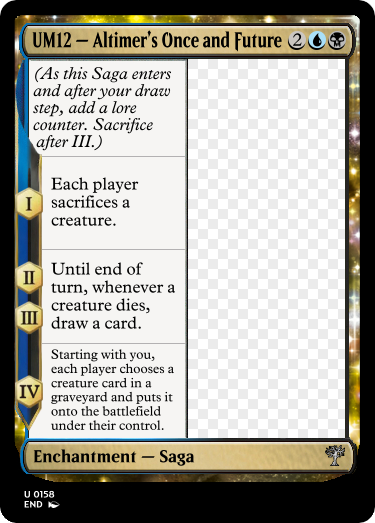 UM12 — Altimer's Once and Future 2
(As this Saga enters
and after your draw
step, add a lore
counter. Sacrifice
after III.)
I
Each player
sacrifices a
creature.
II
III
Until end of
turn, whenever a
creature dies,
draw a card.
IV
Starting with you,
each player chooses a
creature card in a
graveyard and puts it
onto the battlefield
under their control.
Enchantment — Saga
U 0158
END